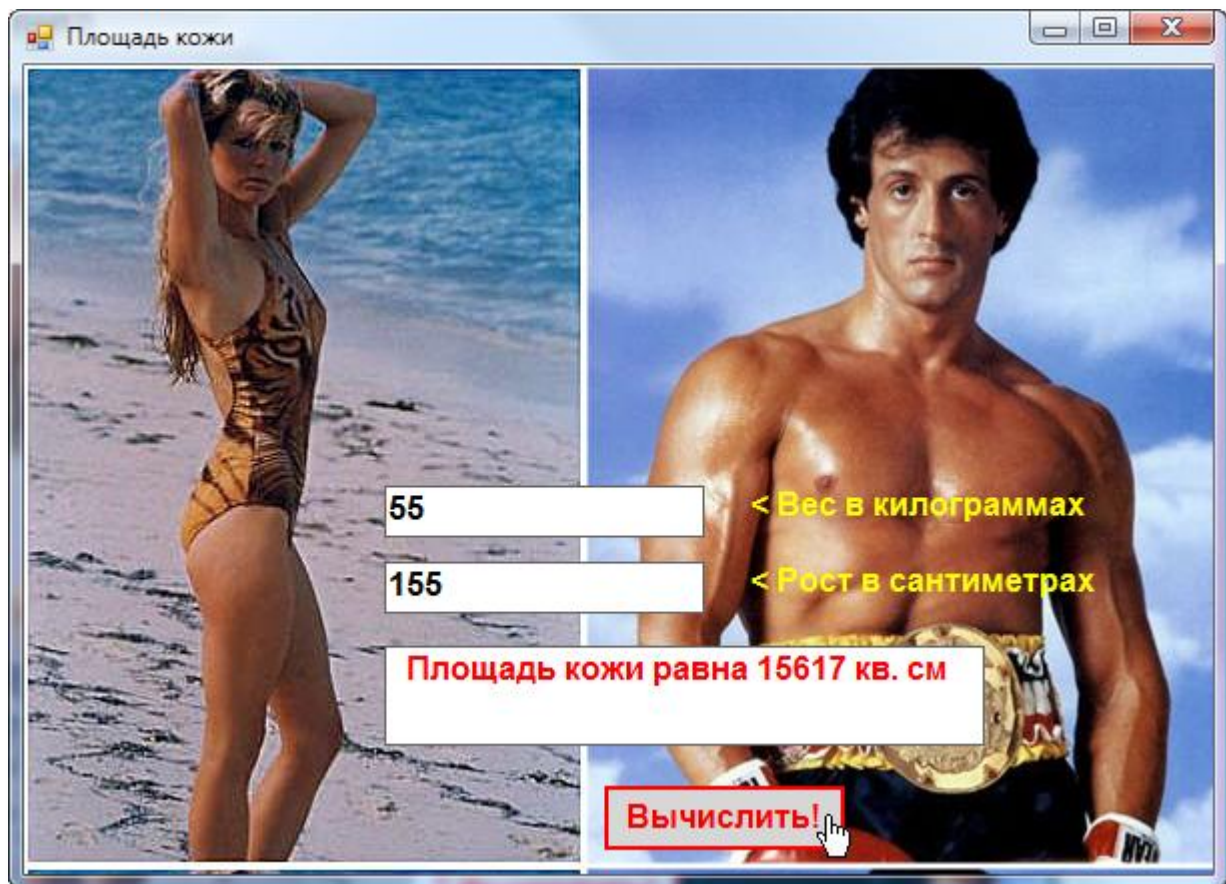 Площадь кожи
55
< Вес в килограммах
155
< Рост в сантиметрах
Площадь кожи равна 15617 кв. см
Вычислить!